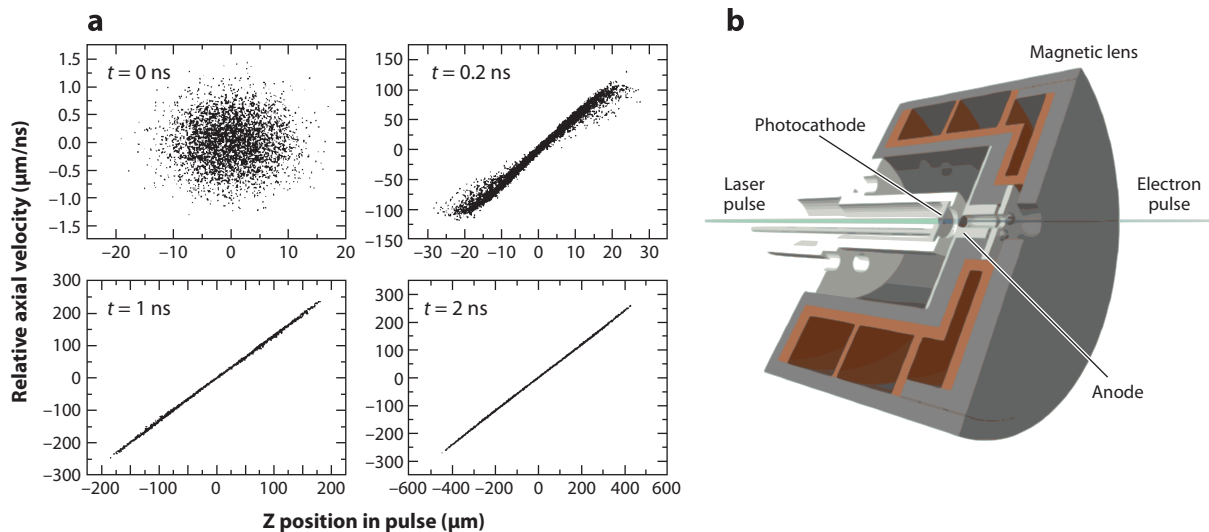 a
t = 0 ns
1.5
1.0
0.5
0.0
−0.5
−1.0
−1.5
−20 −10 0 10 20
t = 0.2 ns
150
100
50
0
−50
−100
−150
−30 −20 −10 0 10 20 30
t = 1 ns
300
200
100
0
−100
−200
−300
−200 −100 0 100 200
t = 2 ns
300
200
100
0
−100
−200
−300
−600 −400 −200 0 200 400 600
Relative axial velocity (μm/ns)
Z position in pulse (μm)
b
Magnetic lens
Photocathode
Laser
pulse
Electron
pulse
Anode